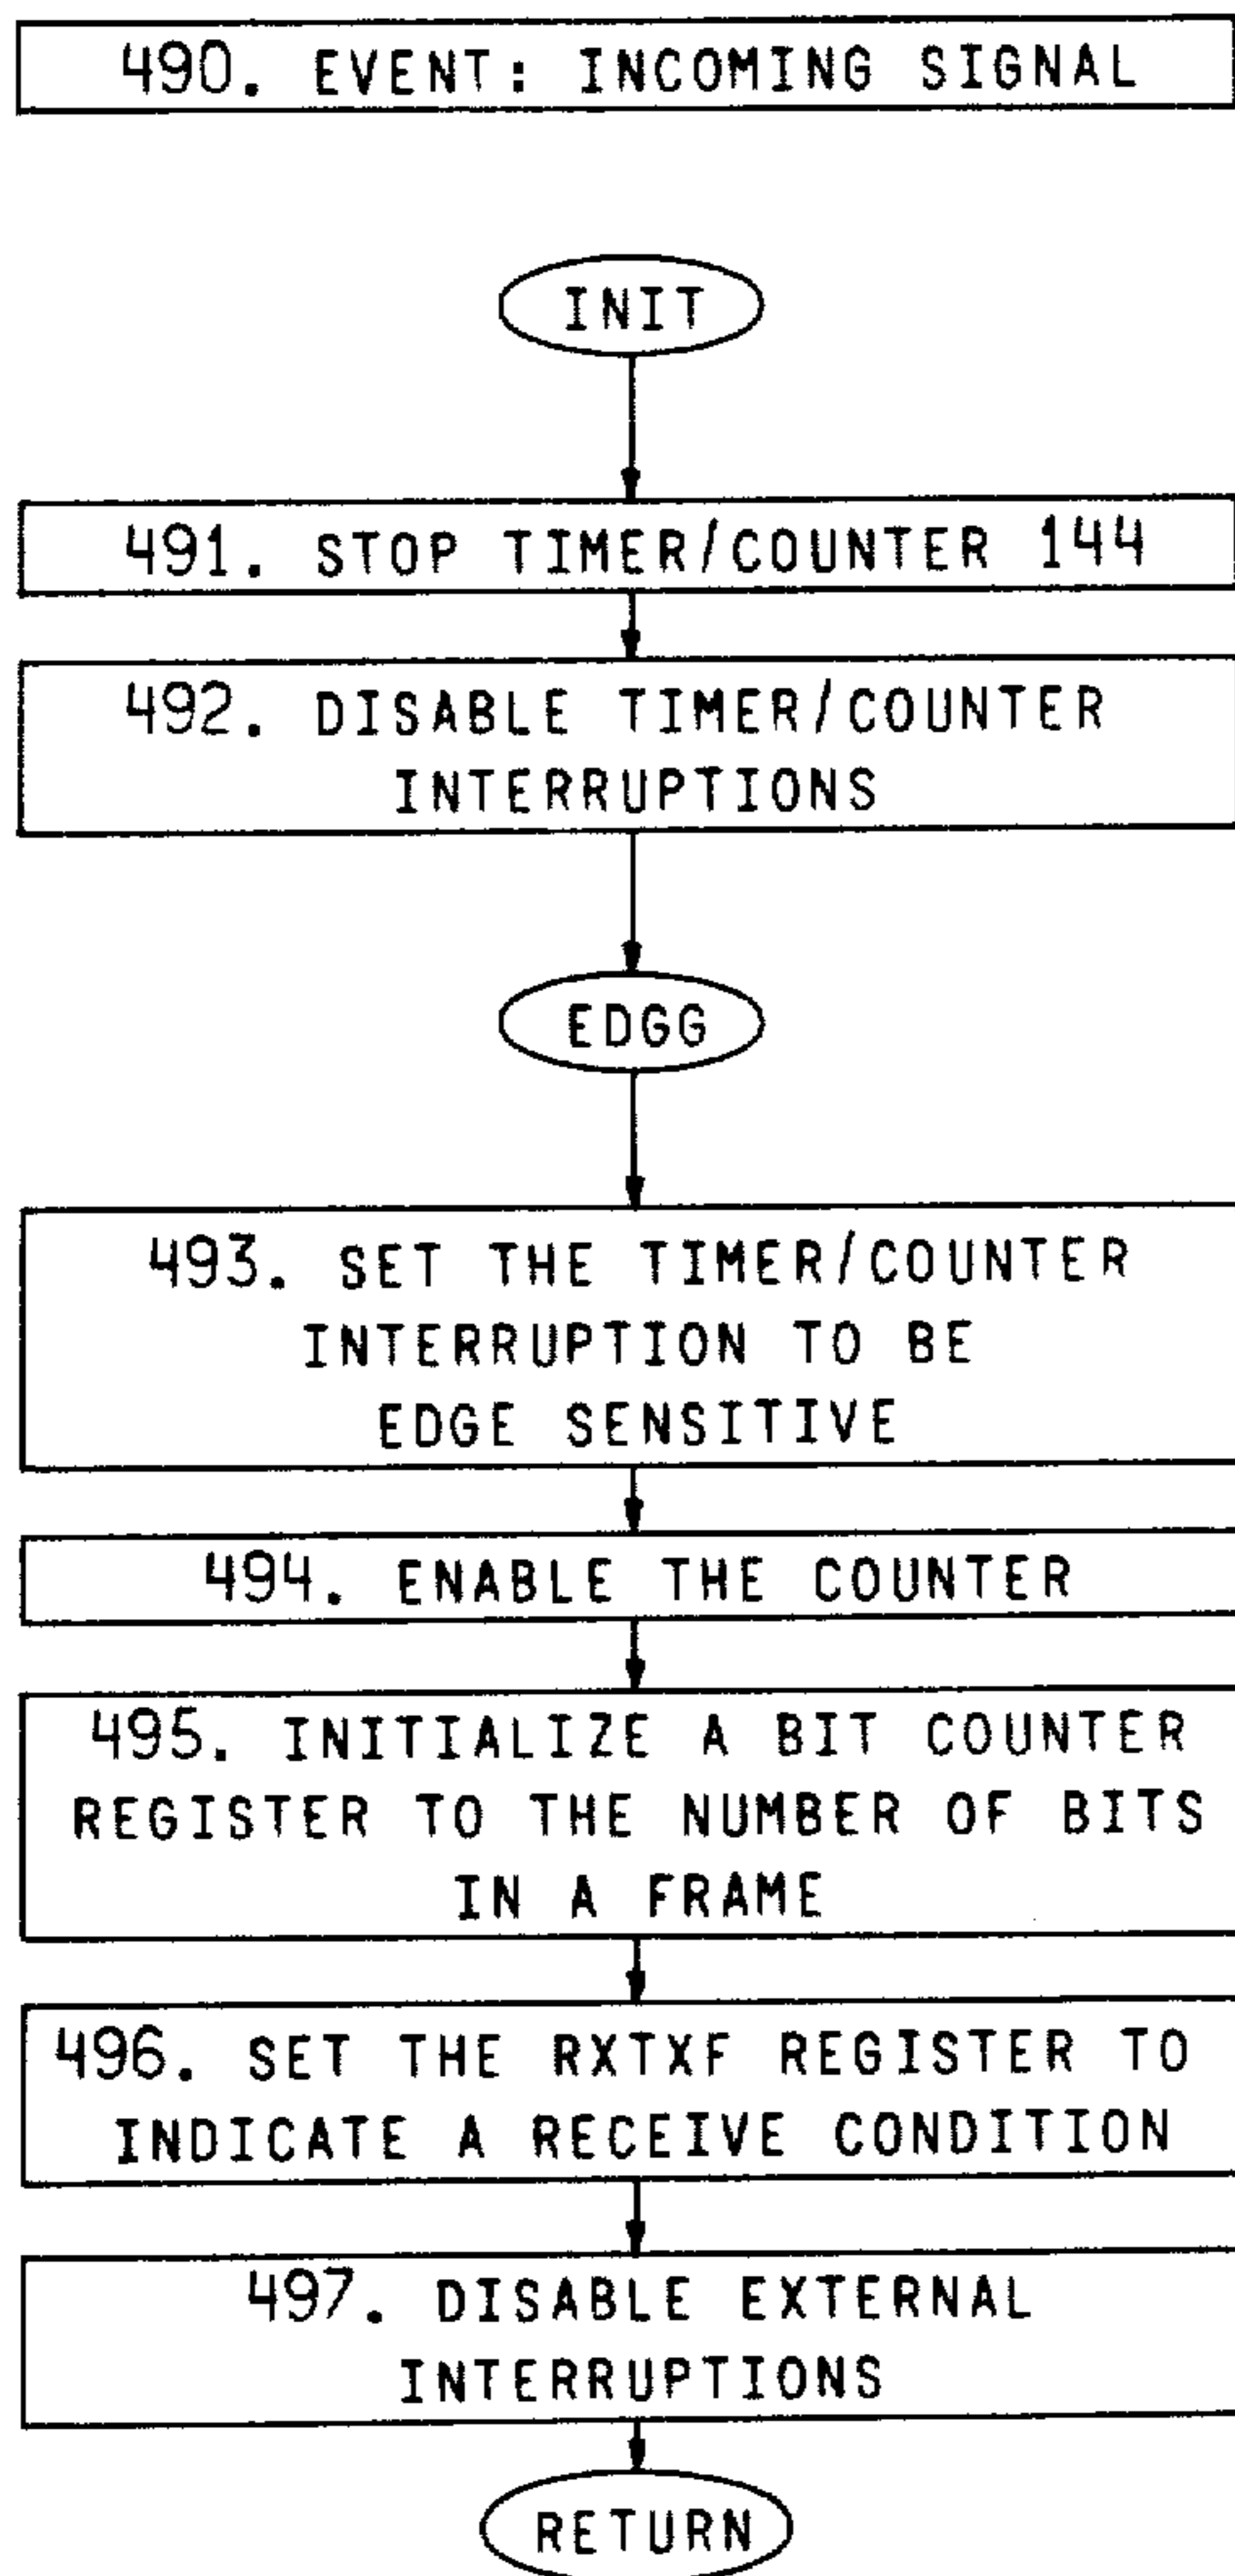 490. EVENT: INCOMING SIGNAL
INIT
491. STOP TIMER/COUNTER 144
492. DISABLE TIMER/COUNTER
INTERRUPTIONS
EDGG
493. SET THE TIMER/COUNTER
INTERRUPTION TO BE
EDGE SENSITIVE
494. ENABLE THE COUNTER
495. INITIALIZE A BIT COUNTER
REGISTER TO THE NUMBER OF BITS
IN A FRAME
496. SET THE RXTXF REGISTER TO
INDICATE A RECEIVE CONDITION
497. DISABLE EXTERNAL
INTERRUPTIONS
RETURN